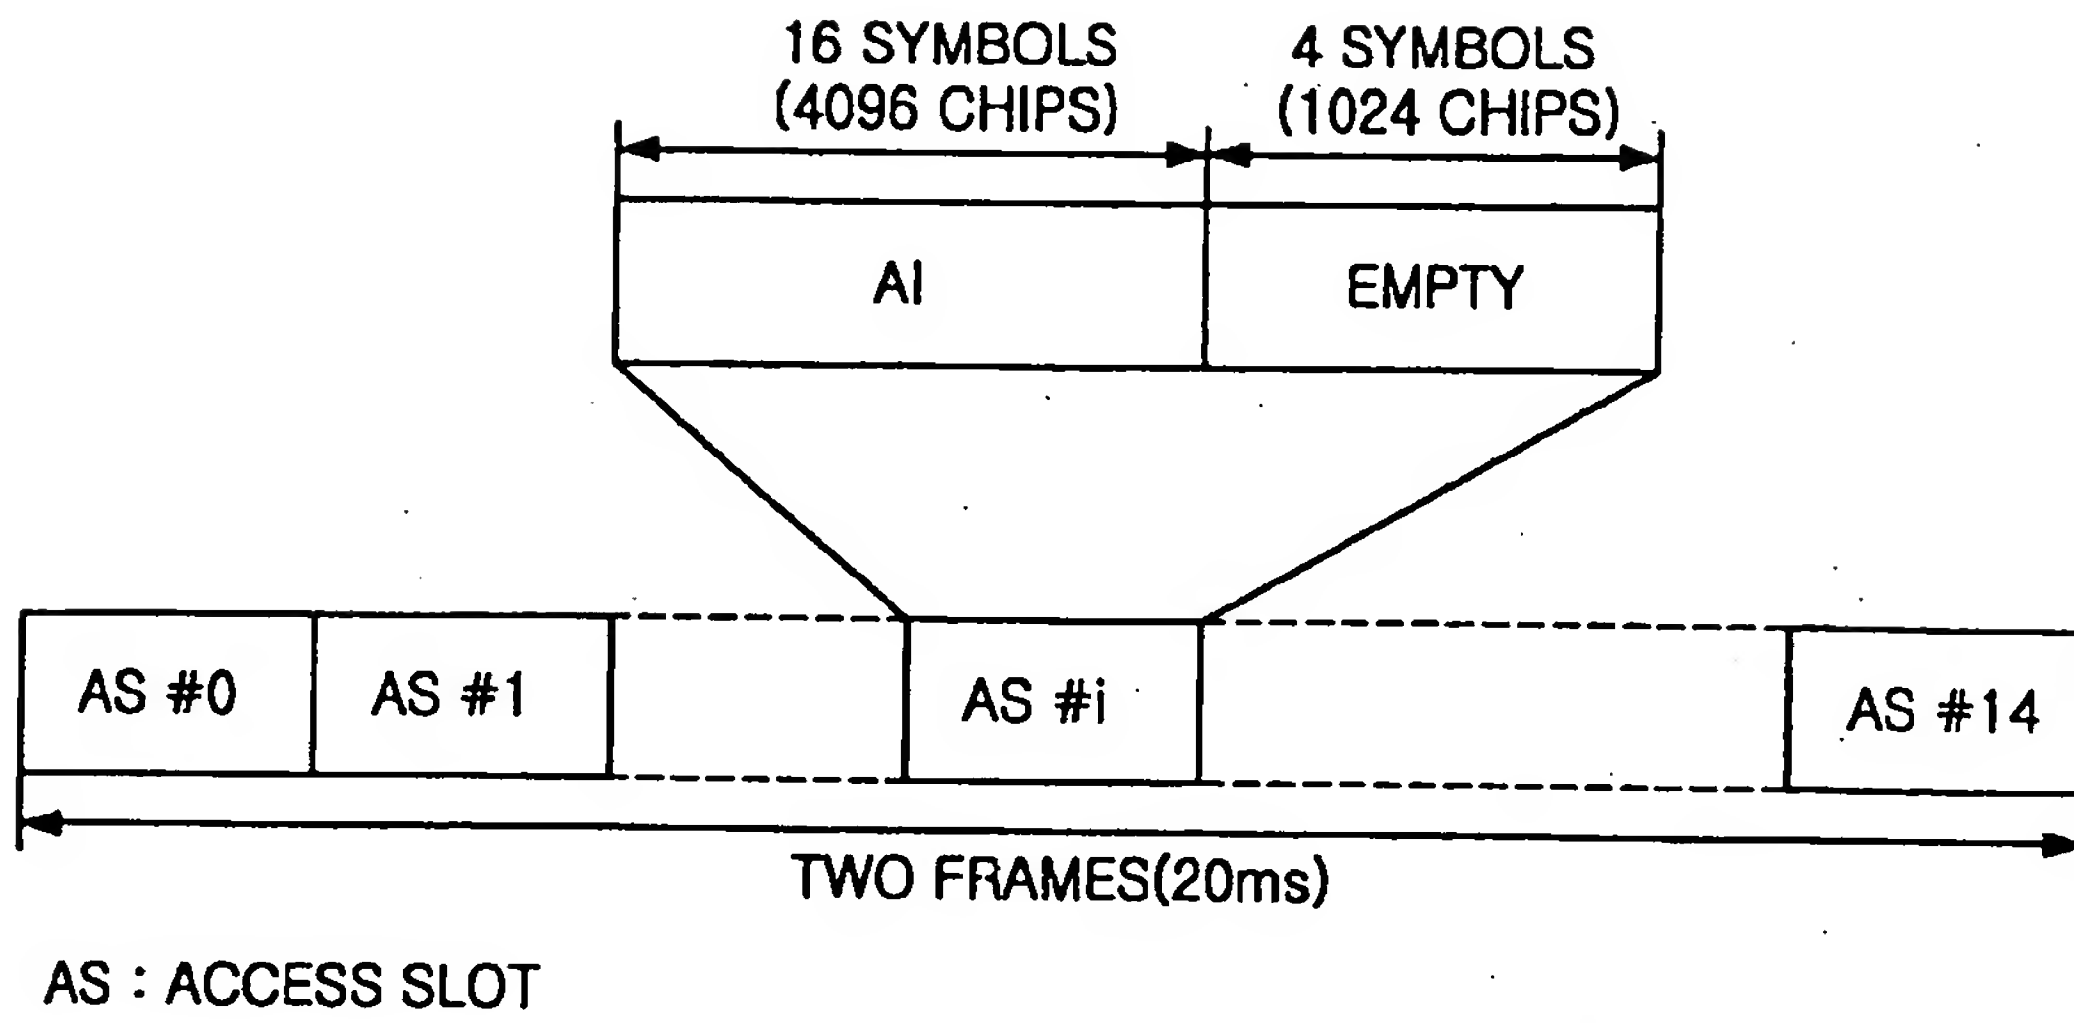 16 SYMBOLS
(4096 CHIPS)
4 SYMBOLS
(1024 CHIPS)
AI
EMPTY
AS #0
AS #1
AS #i
AS #14
TWO FRAMES(20ms)
AS : ACCESS SLOT